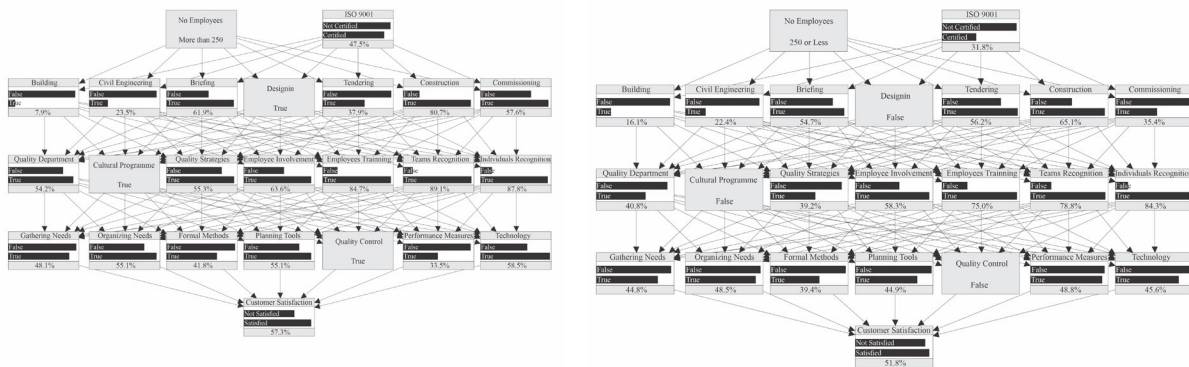 No Employees
More than 250
ISO 9001
Not Certified
Certified
47.5%
Building
False
True
7.9%
Civil Engineering
False
True
23.5%
Briefing
False
True
61.9%
Designin
True
Tendering
False
True
37.9%
Construction
False
True
80.7%
Commissioning
False
True
57.6%
Quality Department
False
True
54.2%
Cultural Programme
True
Quality Strategies
False
True
55.3%
Employee Involvement
False
True
63.6%
Employees Trainning
False
True
84.7%
Teams Recognition
False
True
89.1%
Individuals Recognition
False
True
87.8%
Gathering Needs
False
True
48.1%
Organizing Needs
False
True
55.1%
Formal Methods
False
True
41.8%
Planning Tools
False
True
55.1%
Quality Control
True
Performance Measures
False
True
33.5%
Technology
False
True
58.5%
Customer Satisfaction
Not Satisfied
Satisfied
57.3%
No Employees
250 or Less
ISO 9001
Not Certified
Certified
31.8%
Building
False
True
16.1%
Civil Engineering
False
True
22.4%
Briefing
False
True
54.7%
Designin
False
Tendering
False
True
56.2%
Construction
False
True
65.1%
Commissioning
False
True
35.4%
Quality Department
False
True
40.8%
Cultural Programme
False
Quality Strategies
False
True
39.2%
Employee Involvement
False
True
58.3%
Employees Trainning
False
True
75.0%
Teams Recognition
False
True
78.8%
Individuals Recognition
False
True
84.3%
Gathering Needs
False
True
44.8%
Organizing Needs
False
True
48.5%
Formal Methods
False
True
39.4%
Planning Tools
False
True
44.9%
Quality Control
False
Performance Measures
False
True
48.8%
Technology
False
True
45.6%
Customer Satisfaction
Not Satisfied
Satisfied
51.8%